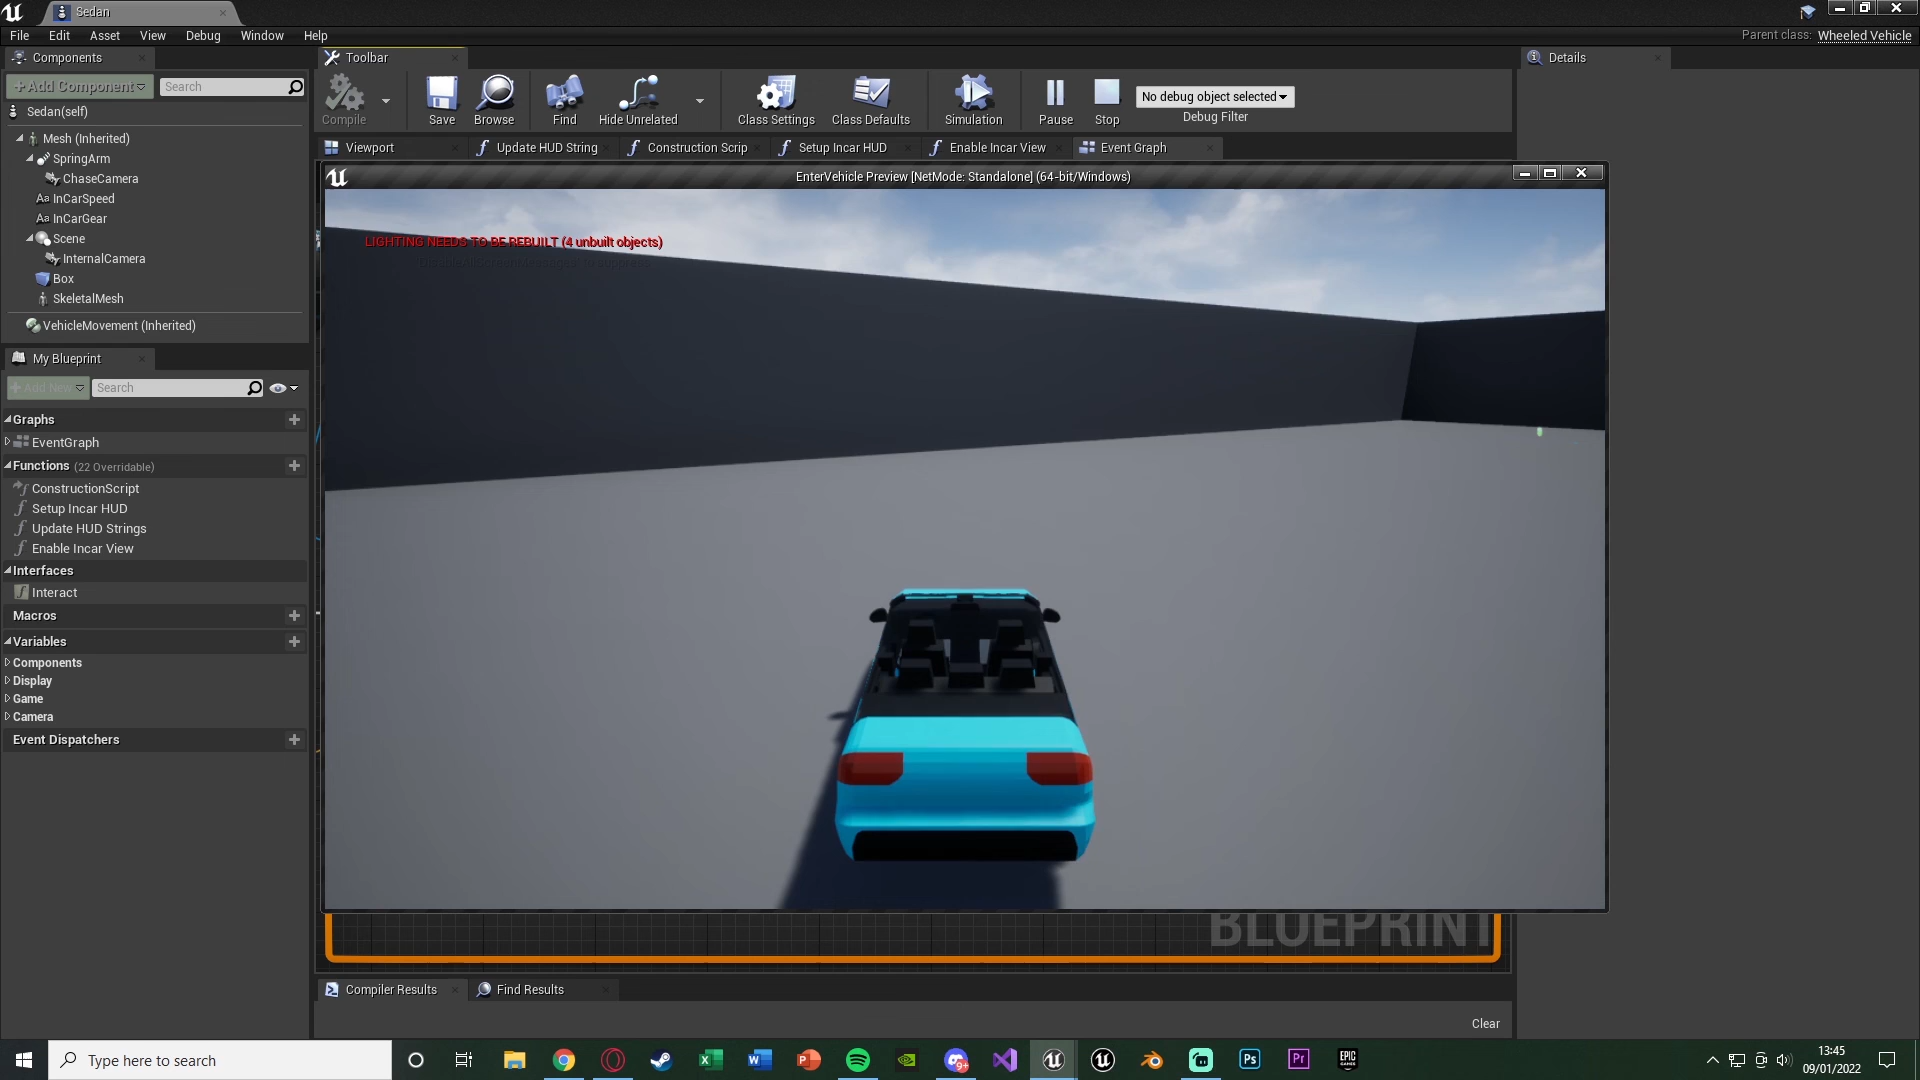 Sedan
File Edit Asset View Debug Window Help
Parent class: Wheeled Vehicle
Components
Toolbar
Details
+Add Component
Search
Sedan(self)
Compile
Save
Browse
Find
Hide Unrelated
Class Settings
Class Defaults
Simulation
Pause
Stop
No debug object selected
Debug Filter
Mesh (Inherited)
SpringArm
ChaseCamera
InCarSpeed
InCarGear
Scene
InternalCamera
Box
SkeletalMesh
VehicleMovement (Inherited)
Viewport
Update HUD String
Construction Scrip
Setup Incar HUD
Enable Incar View
Event Graph
EnterVehicle Preview [NetMode: Standalone] (64-bit/Windows)
LIGHTING NEEDS TO BE REBUILT (4 unbuilt objects)
My Blueprint
+Add New
Search
Graphs
EventGraph
Functions (22 Overridable)
ConstructionScript
Setup Incar HUD
Update HUD Strings
Enable Incar View
Interfaces
Interact
Macros
Variables
Components
Display
Game
Camera
Event Dispatchers
BLUEPRINT
Compiler Results
Find Results
Clear
Type here to search
13:45
09/01/2022